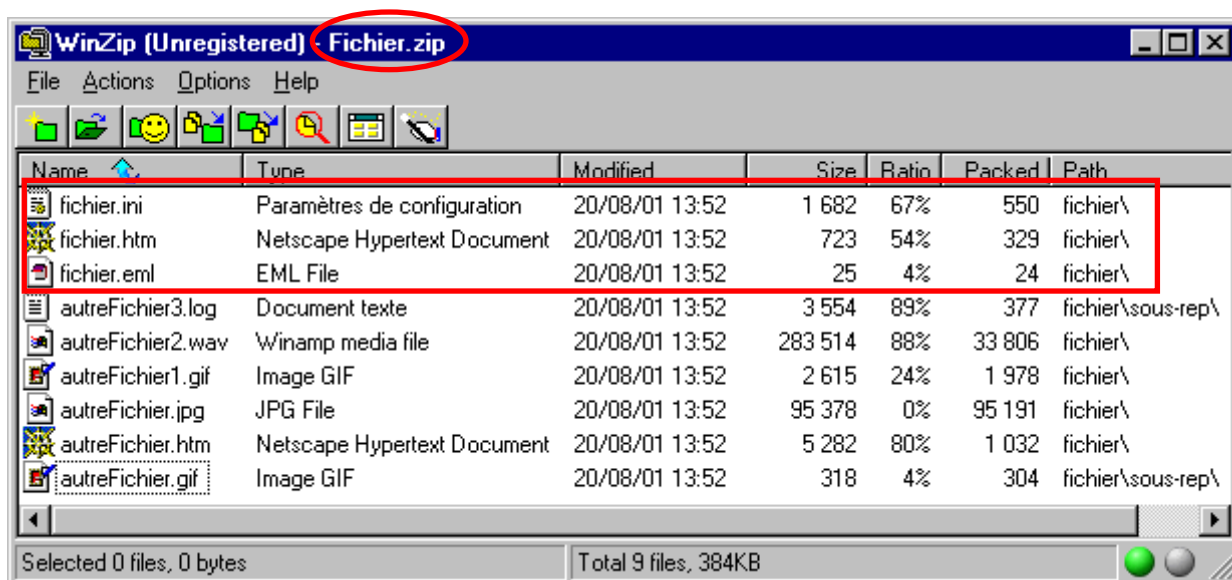 WinZip (Unregistered) - Fichier.zip
File Actions Options Help
Name Type Modified Size Ratio Packed Path
fichier.ini Paramètres de configuration 20/08/01 13:52 1 682 67% 550 fichier\
fichier.htm Netscape Hypertext Document 20/08/01 13:52 723 54% 329 fichier\
fichier.eml EML File 20/08/01 13:52 25 4% 24 fichier\
autreFichier3.log Document texte 20/08/01 13:52 3 554 89% 377 fichier\sous-rep\
autreFichier2.wav Winamp media file 20/08/01 13:52 283 514 88% 33 806 fichier\
autreFichier1.gif Image GIF 20/08/01 13:52 2 615 24% 1 978 fichier\
autreFichier.jpg JPG File 20/08/01 13:52 95 378 0% 95 191 fichier\
autreFichier.htm Netscape Hypertext Document 20/08/01 13:52 5 282 80% 1 032 fichier\
autreFichier.gif Image GIF 20/08/01 13:52 318 4% 304 fichier\sous-rep\
Selected 0 files, 0 bytes Total 9 files, 384KB